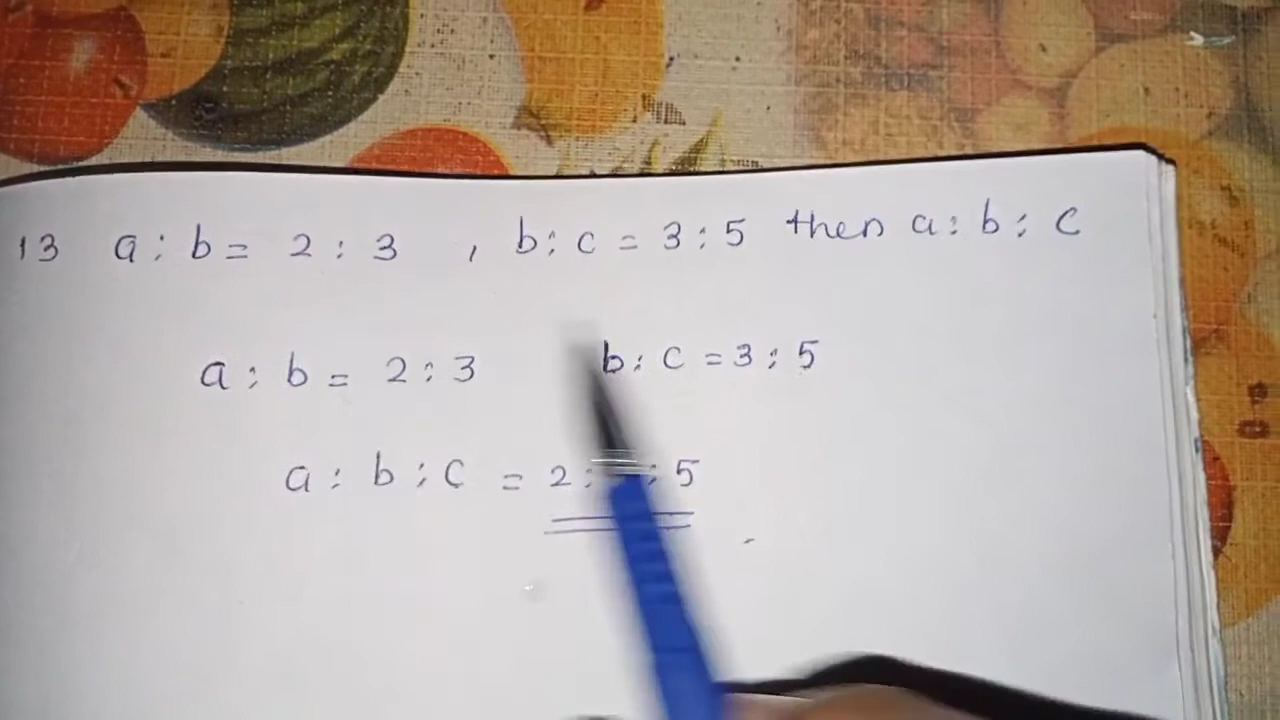 13 a : b = 2 : 3 , b : c = 3 : 5 then a : b : c
a : b = 2 : 3 b : c = 3 : 5
a : b : c = 2 : : 5